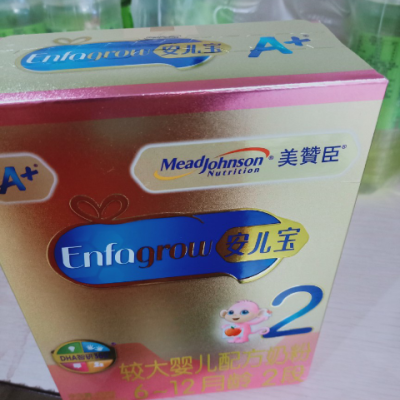 Enfagrow 安儿宝 A+
A+ MeadJohnson 美贊臣
Nutrition
Enfagrow 安儿宝
2
较大婴儿配方奶粉
6-12月龄 2段